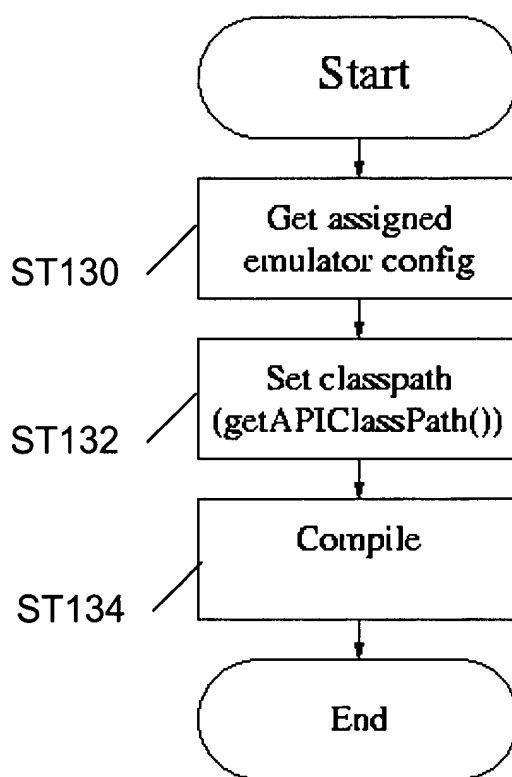 Start
Get assigned
emulator config
ST130
Set classpath
(getAPIClassPath())
ST132
Compile
ST134
End